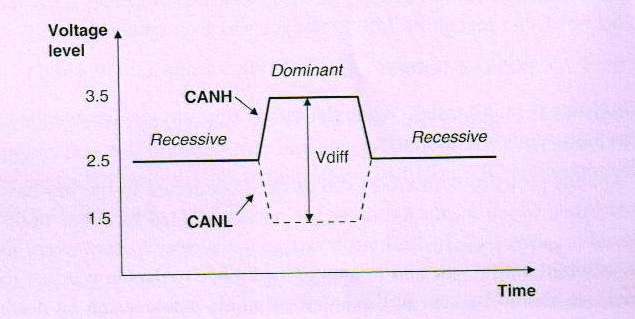 Voltage
level
Dominant
3.5
CANH
Recessive
Recessive
Vdiff
2.5
1.5
CANL
Time